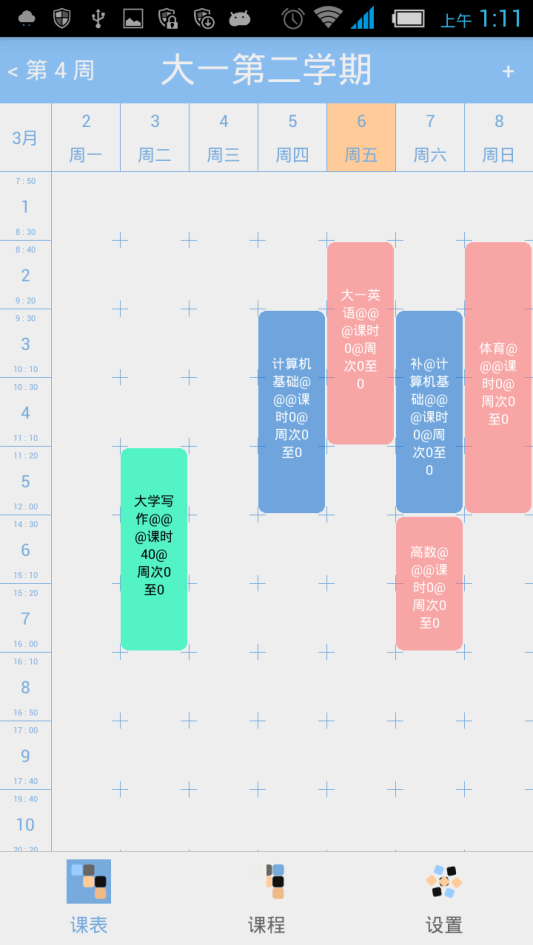 上午 1:11
< 第 4 周
大一第二学期
+
3月
2
周一
3
周二
4
周三
5
周四
6
周五
7
周六
8
周日
7:50
1
8:30
8:40
2
9:20
9:30
3
10:10
10:30
4
11:10
11:20
5
12:00
14:30
6
15:10
15:20
7
16:00
16:10
8
16:50
17:00
9
17:40
19:40
10
20:20
大学写
作@@
@课时
40@
周次0
至0
计算机
基础@
@@课
时0@
周次0
至0
大一英
语@@
@课时
0@周
次0至
0
补@计
算机基
础@@
@课时
0@周
次0至
0
高数@
@@课
时0@
周次0
至0
体育@
@@课
时0@
周次0
至0
课表
课程
设置